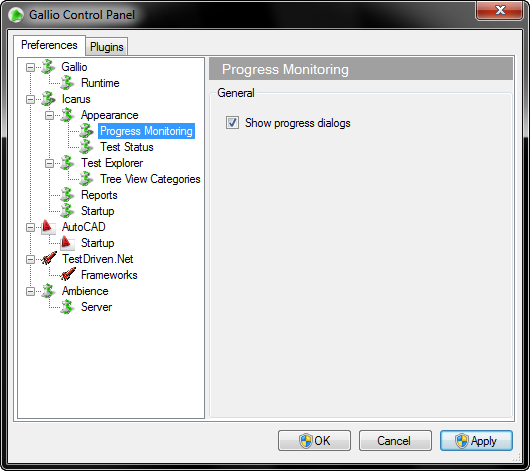 Gallio Control Panel
Preferences
Plugins
Gallio
Runtime
Icarus
Appearance
Progress Monitoring
Test Status
Test Explorer
Tree View Categories
Reports
Startup
AutoCAD
Startup
TestDriven.Net
Frameworks
Ambience
Server
Progress Monitoring
General
Show progress dialogs
OK
Cancel
Apply